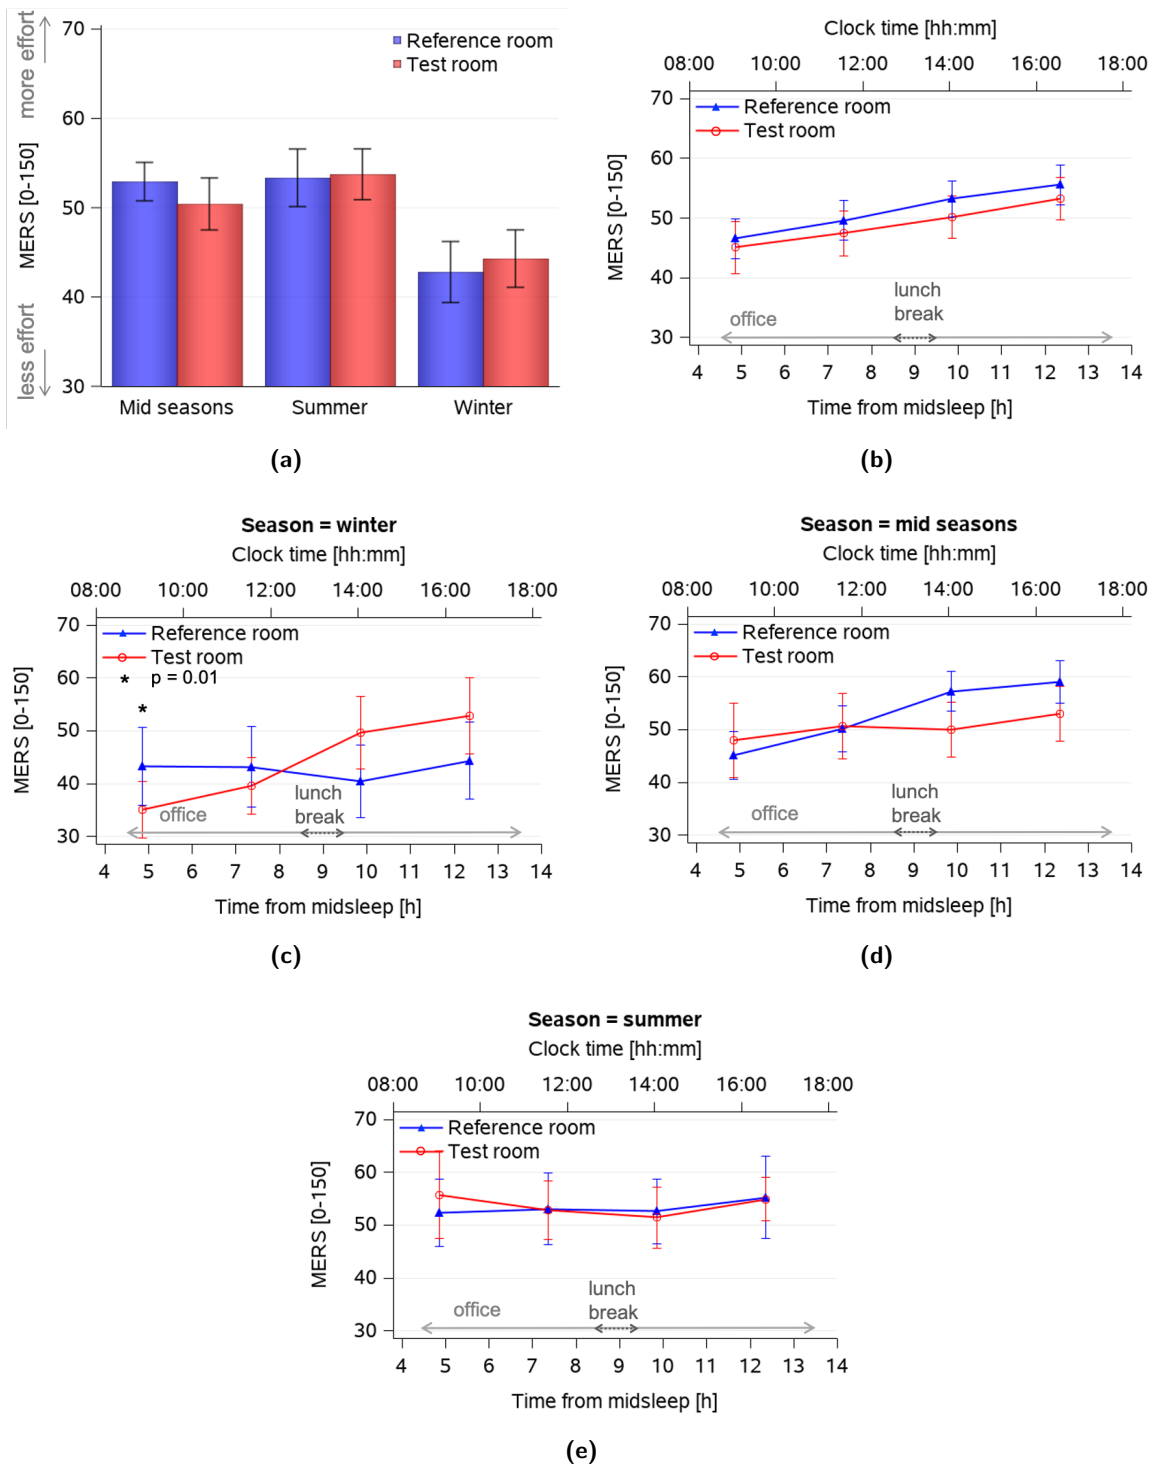 more effort
MERS [0-150]
less effort
70
60
50
40
30
Reference room
Test room
Mid seasons Summer Winter
(a)
Clock time [hh:mm]
08:00 10:00 12:00 14:00 16:00 18:00
70
60
50
40
30
MERS [0-150]
Reference room
Test room
lunch
break
office
4 5 6 7 8 9 10 11 12 13 14
Time from midsleep [h]
(b)
Season = winter
Clock time [hh:mm]
08:00 10:00 12:00 14:00 16:00 18:00
70
60
50
40
30
MERS [0-150]
Reference room
Test room
* p = 0.01
*
lunch
break
office
4 5 6 7 8 9 10 11 12 13 14
Time from midsleep [h]
(c)
Season = mid seasons
Clock time [hh:mm]
08:00 10:00 12:00 14:00 16:00 18:00
70
60
50
40
30
MERS [0-150]
Reference room
Test room
lunch
break
office
4 5 6 7 8 9 10 11 12 13 14
Time from midsleep [h]
(d)
Season = summer
Clock time [hh:mm]
08:00 10:00 12:00 14:00 16:00 18:00
70
60
50
40
30
MERS [0-150]
Reference room
Test room
lunch
break
office
4 5 6 7 8 9 10 11 12 13 14
Time from midsleep [h]
(e)